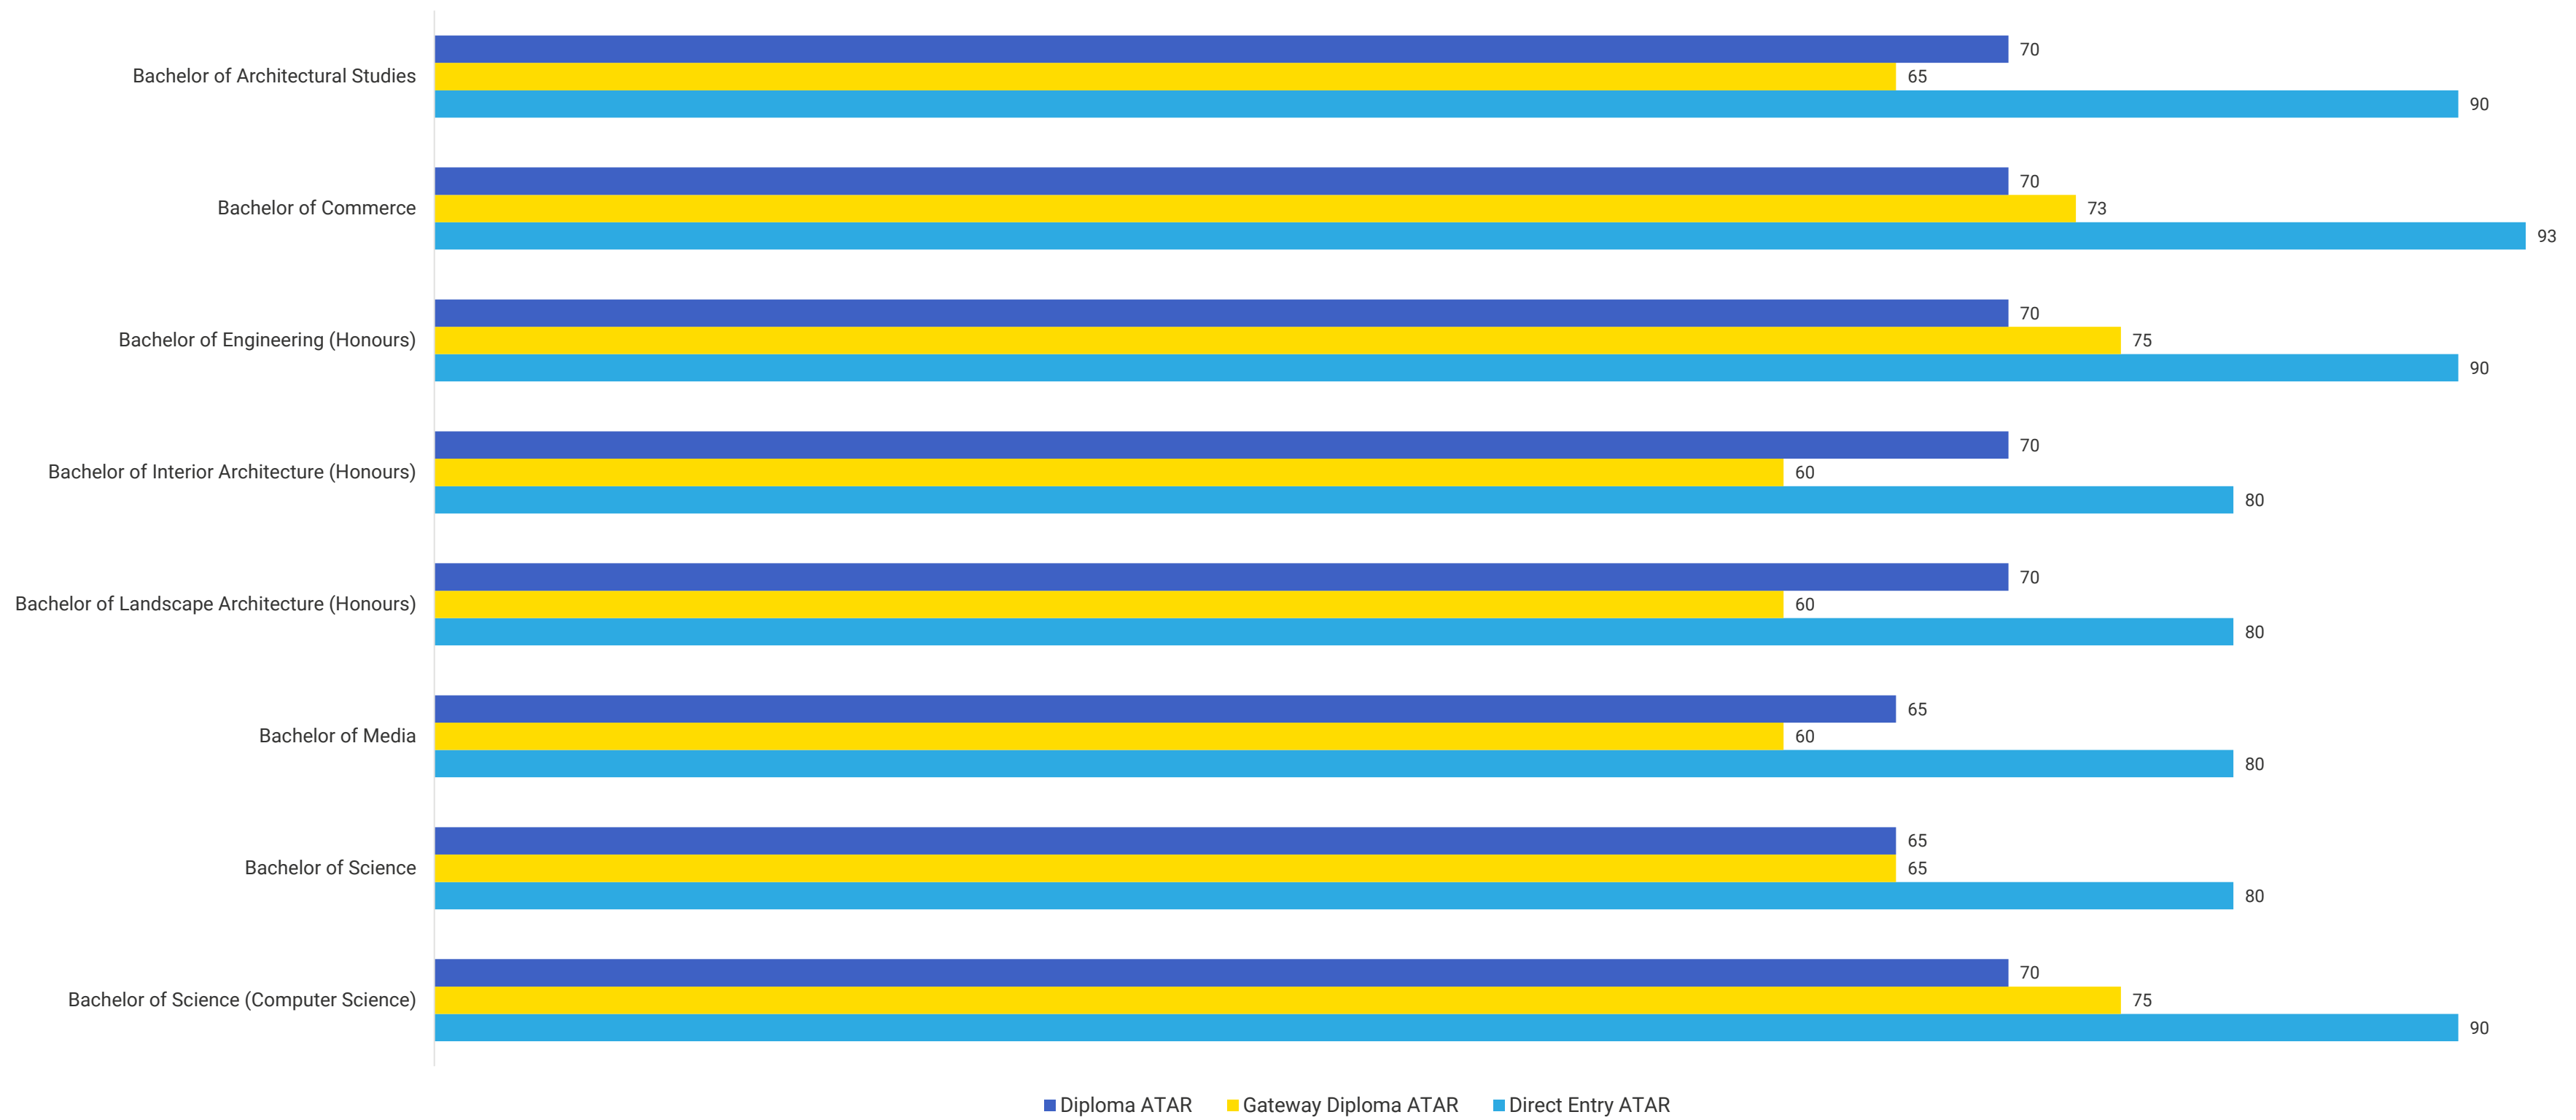 70
Bachelor of Architectural Studies
65
90
70
Bachelor of Commerce
73
93
70
Bachelor of Engineering (Honours)
75
90
70
Bachelor of Interior Architecture (Honours)
60
80
70
Bachelor of Landscape Architecture (Honours)
60
80
65
Bachelor of Media
60
80
65
Bachelor of Science
65
80
70
Bachelor of Science (Computer Science)
75
90
Diploma ATAR
Gateway Diploma ATAR
Direct Entry ATAR